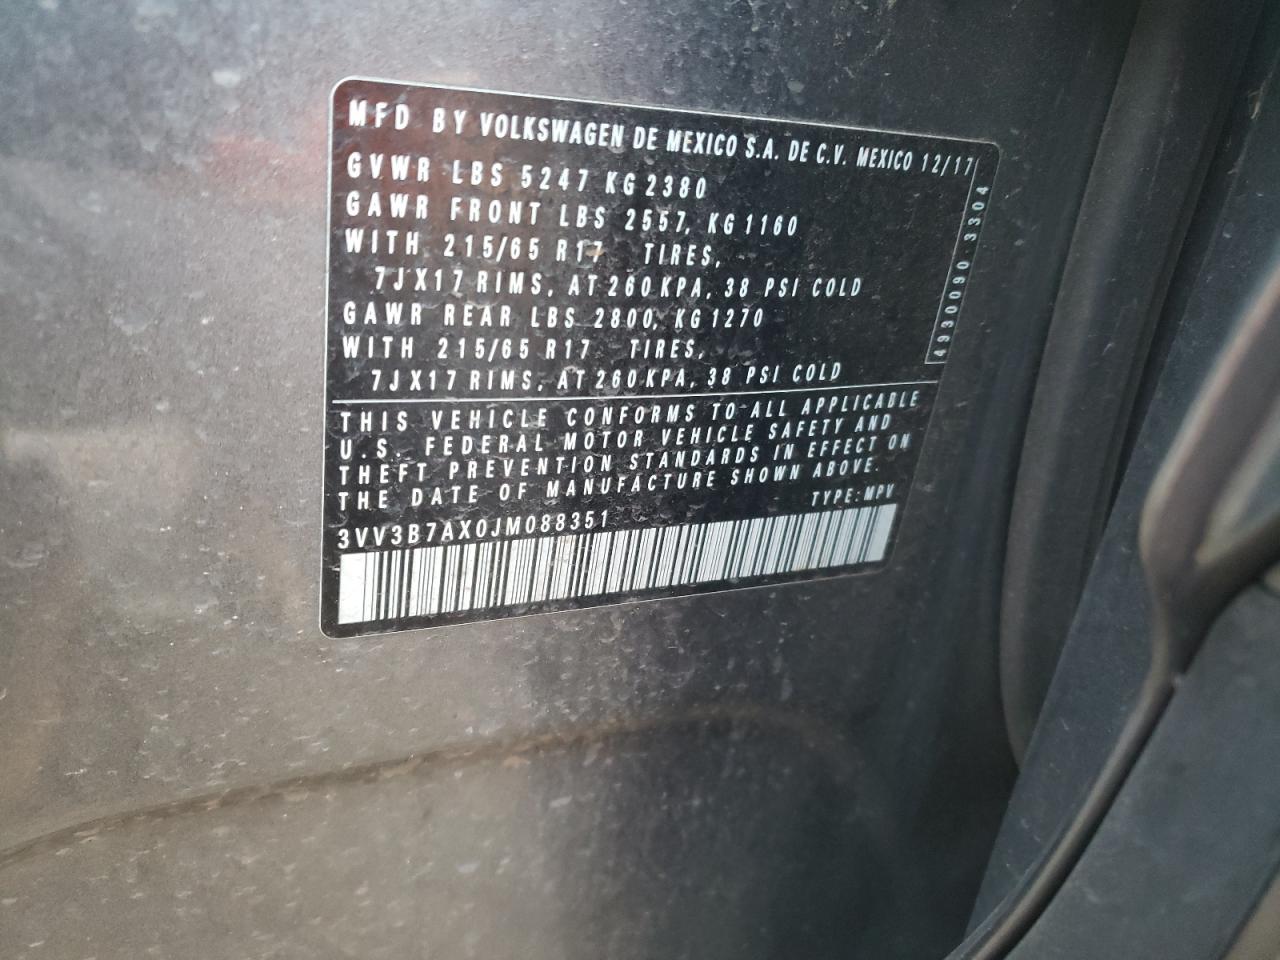 MFD BY VOLKSWAGEN DE MEXICO S.A. DE C.V. MEXICO 12/17
GVWR LBS 5247 KG 2380
GAWR FRONT LBS 2557, KG 1160
WITH 215/65 R17 TIRES,
7JX17 RIMS, AT 260 KPA, 38 PSI COLD
GAWR REAR LBS 2800, KG 1270
WITH 215/65 R17 TIRES,
7JX17 RIMS, AT 260 KPA, 38 PSI COLD
4930090 3304
THIS VEHICLE CONFORMS TO ALL APPLICABLE
U.S. FEDERAL MOTOR VEHICLE SAFETY AND
THEFT PREVENTION STANDARDS IN EFFECT ON
THE DATE OF MANUFACTURE SHOWN ABOVE.
TYPE: MPV
3VV3B7AX0JM088351